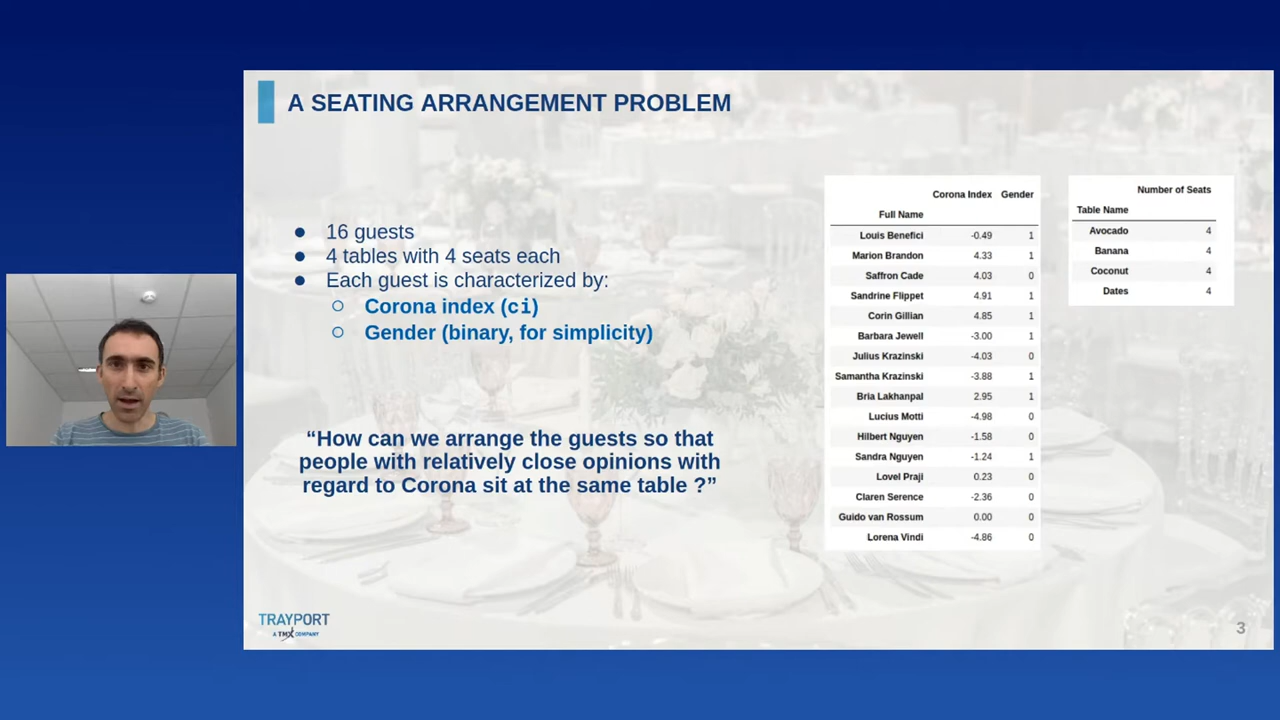 A SEATING ARRANGEMENT PROBLEM
● 16 guests
● 4 tables with 4 seats each
● Each guest is characterized by:
○ Corona index (ci)
○ Gender (binary, for simplicity)
“How can we arrange the guests so that
people with relatively close opinions with
regard to Corona sit at the same table ?”
Corona Index Gender
Full Name
Louis Benefici -0.49 1
Marion Brandon 4.33 1
Saffron Cade 4.03 0
Sandrine Flippet 4.91 1
Corin Gillian 4.85 1
Barbara Jewell -3.00 1
Julius Krazinski -4.03 0
Samantha Krazinski -3.88 1
Bria Lakhanpal 2.95 1
Lucius Motti -4.98 0
Hilbert Nguyen -1.58 0
Sandra Nguyen -1.24 1
Lovel Praji 0.23 0
Claren Serence -2.36 0
Guido van Rossum 0.00 0
Lorena Vindi -4.86 0
Number of Seats
Table Name
Avocado 4
Banana 4
Coconut 4
Dates 4
TRAYPORT
A TMX COMPANY
3